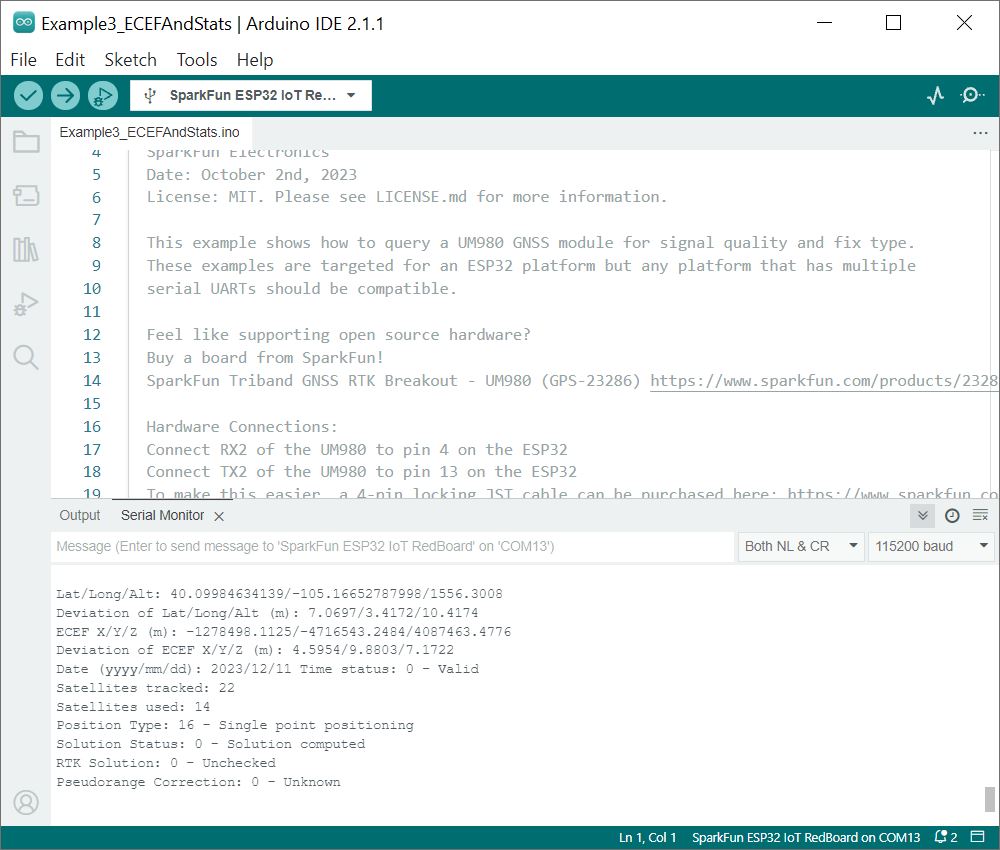 Example3_ECEFAndStats | Arduino IDE 2.1.1
File Edit Sketch Tools Help
SparkFun ESP32 IoT Re...
Example3_ECEFAndStats.ino
4 SparkFun Electronics
5 Date: October 2nd, 2023
6 License: MIT. Please see LICENSE.md for more information.
7
8 This example shows how to query a UM980 GNSS module for signal quality and fix type.
9 These examples are targeted for an ESP32 platform but any platform that has multiple
10 serial UARTs should be compatible.
11
12 Feel like supporting open source hardware?
13 Buy a board from SparkFun!
14 SparkFun Triband GNSS RTK Breakout - UM980 (GPS-23286) https://www.sparkfun.com/products/2328
15
16 Hardware Connections:
17 Connect RX2 of the UM980 to pin 4 on the ESP32
18 Connect TX2 of the UM980 to pin 13 on the ESP32
19 To make this easier, a 4-pin locking JST cable can be purchased here: https://www.sparkfun.co
Output Serial Monitor
Message (Enter to send message to 'SparkFun ESP32 IoT RedBoard' on 'COM13') Both NL & CR 115200 baud
Lat/Long/Alt: 40.09984634139/-105.16652787998/1556.3008
Deviation of Lat/Long/Alt (m): 7.0697/3.4172/10.4174
ECEF X/Y/Z (m): -1278498.1125/-4716543.2484/4087463.4776
Deviation of ECEF X/Y/Z (m): 4.5954/9.8803/7.1722
Date (yyyy/mm/dd): 2023/12/11 Time status: 0 - Valid
Satellites tracked: 22
Satellites used: 14
Position Type: 16 - Single point positioning
Solution Status: 0 - Solution computed
RTK Solution: 0 - Unchecked
Pseudorange Correction: 0 - Unknown
Ln 1, Col 1 SparkFun ESP32 IoT RedBoard on COM13 2